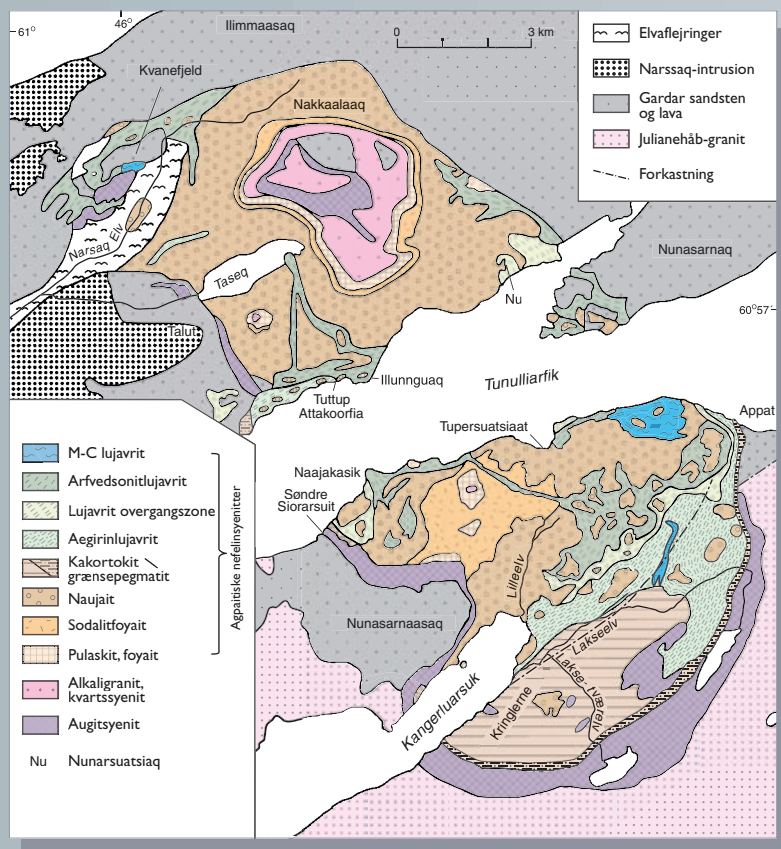 61°
46°
Ilimmaasaq
0
3 km
Kvanefjeld
Nakkaalaaq
Elvaflejringer
Narssaq-intrusion
Gardar sandsten
og lava
Julianehåb-granit
Forkastning
Narsaq Elv
Taseq
Nunasarnaq
Nu
60°57'
Talut
Illunnguaq
Tuttup
Attakoorfia
Tunulliarfik
Tupersuatsiaat
Appat
Naajakasik
Søndre
Siorarsuit
Lilleelv
Nunasarnaasaq
Lakseelv
Lakse-Nærelv
Kringlerne
Kangerluarsuk
M-C lujavrit
Arfvedsonitlujavrit
Lujavrit overgangszone
Aegirinlujavrit
Kakortokit
grænsepegmatit
Naujait
Sodalitfoyait
Pulaskit, foyait
Agpaitiske nefelinsyenitter
Alkaligranit,
kvartssyenit
Augitsyenit
Nu Nunarsuatsiaq